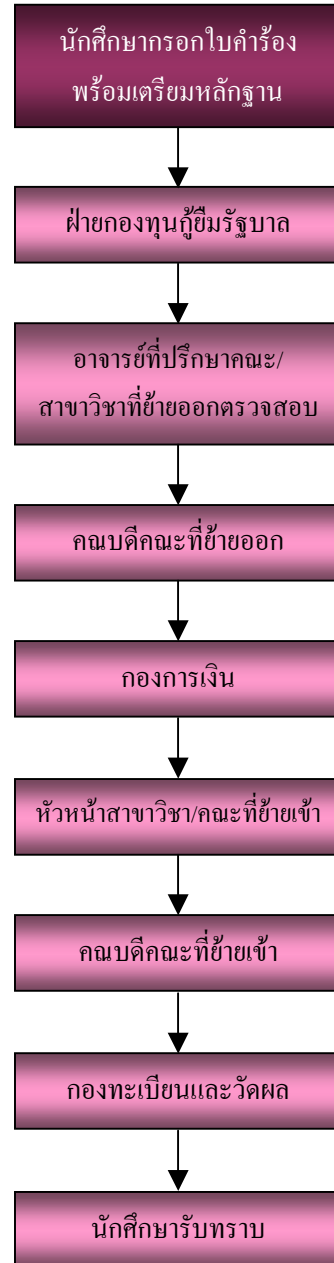 นักศึกษากรอกใบคำร้อง
พร้อมเตรียมหลักฐาน
ฝ่ายกองทุนกู้ยืมรัฐบาล
อาจารย์ที่ปรึกษาคณะ/
สาขาวิชาที่ย้ายออกตรวจสอบ
คณบดีคณะที่ย้ายออก
กองการเงิน
หัวหน้าสาขาวิชา/คณะที่ย้ายเข้า
คณบดีคณะที่ย้ายเข้า
กองทะเบียนและวัดผล
นักศึกษารับทราบ